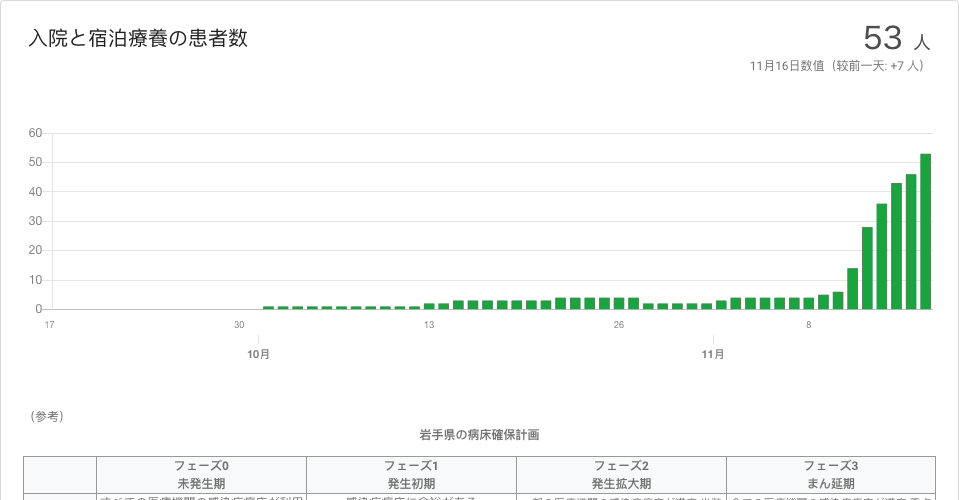 入院と宿泊療養の患者数
53 人
11月16日数值（较前一天: +7 人）
60
50
40
30
20
10
0
17 30 13 26 8
10月 11月
（参考）
岩手県の病床確保計画
フェーズ0 フェーズ1 フェーズ2 フェーズ3
未発生期 発生初期 発生拡大期 まん延期